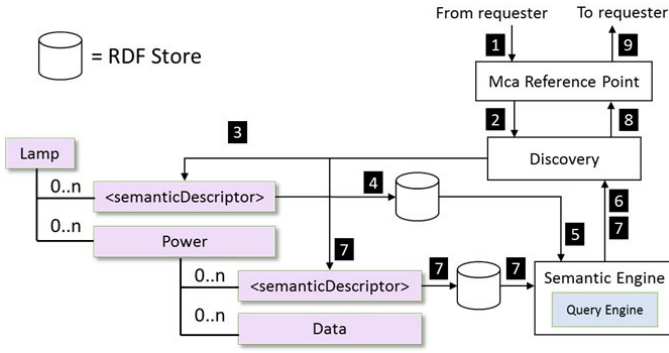 From requester To requester
= RDF Store
1 9
Mca Reference Point
2 8
3
Lamp
Discovery
0..n <semanticDescriptor> 4
6
0..n Power
5 7
7
0..n <semanticDescriptor> 7 7
Semantic Engine
Query Engine
0..n Data